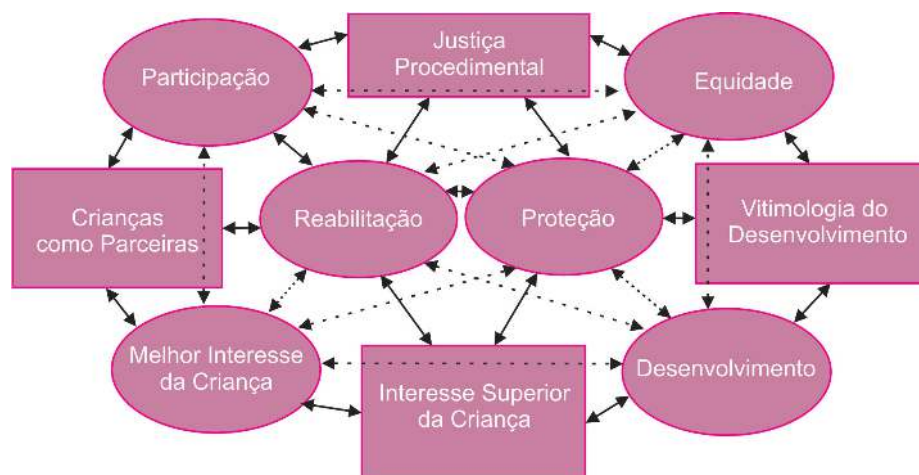 Participação
Justiça
Procedimental
Equidade
Crianças
como Parceiras
Reabilitação
Proteção
Vitimologia do
Desenvolvimento
Melhor Interesse
da Criança
Interesse Superior
da Criança
Desenvolvimento